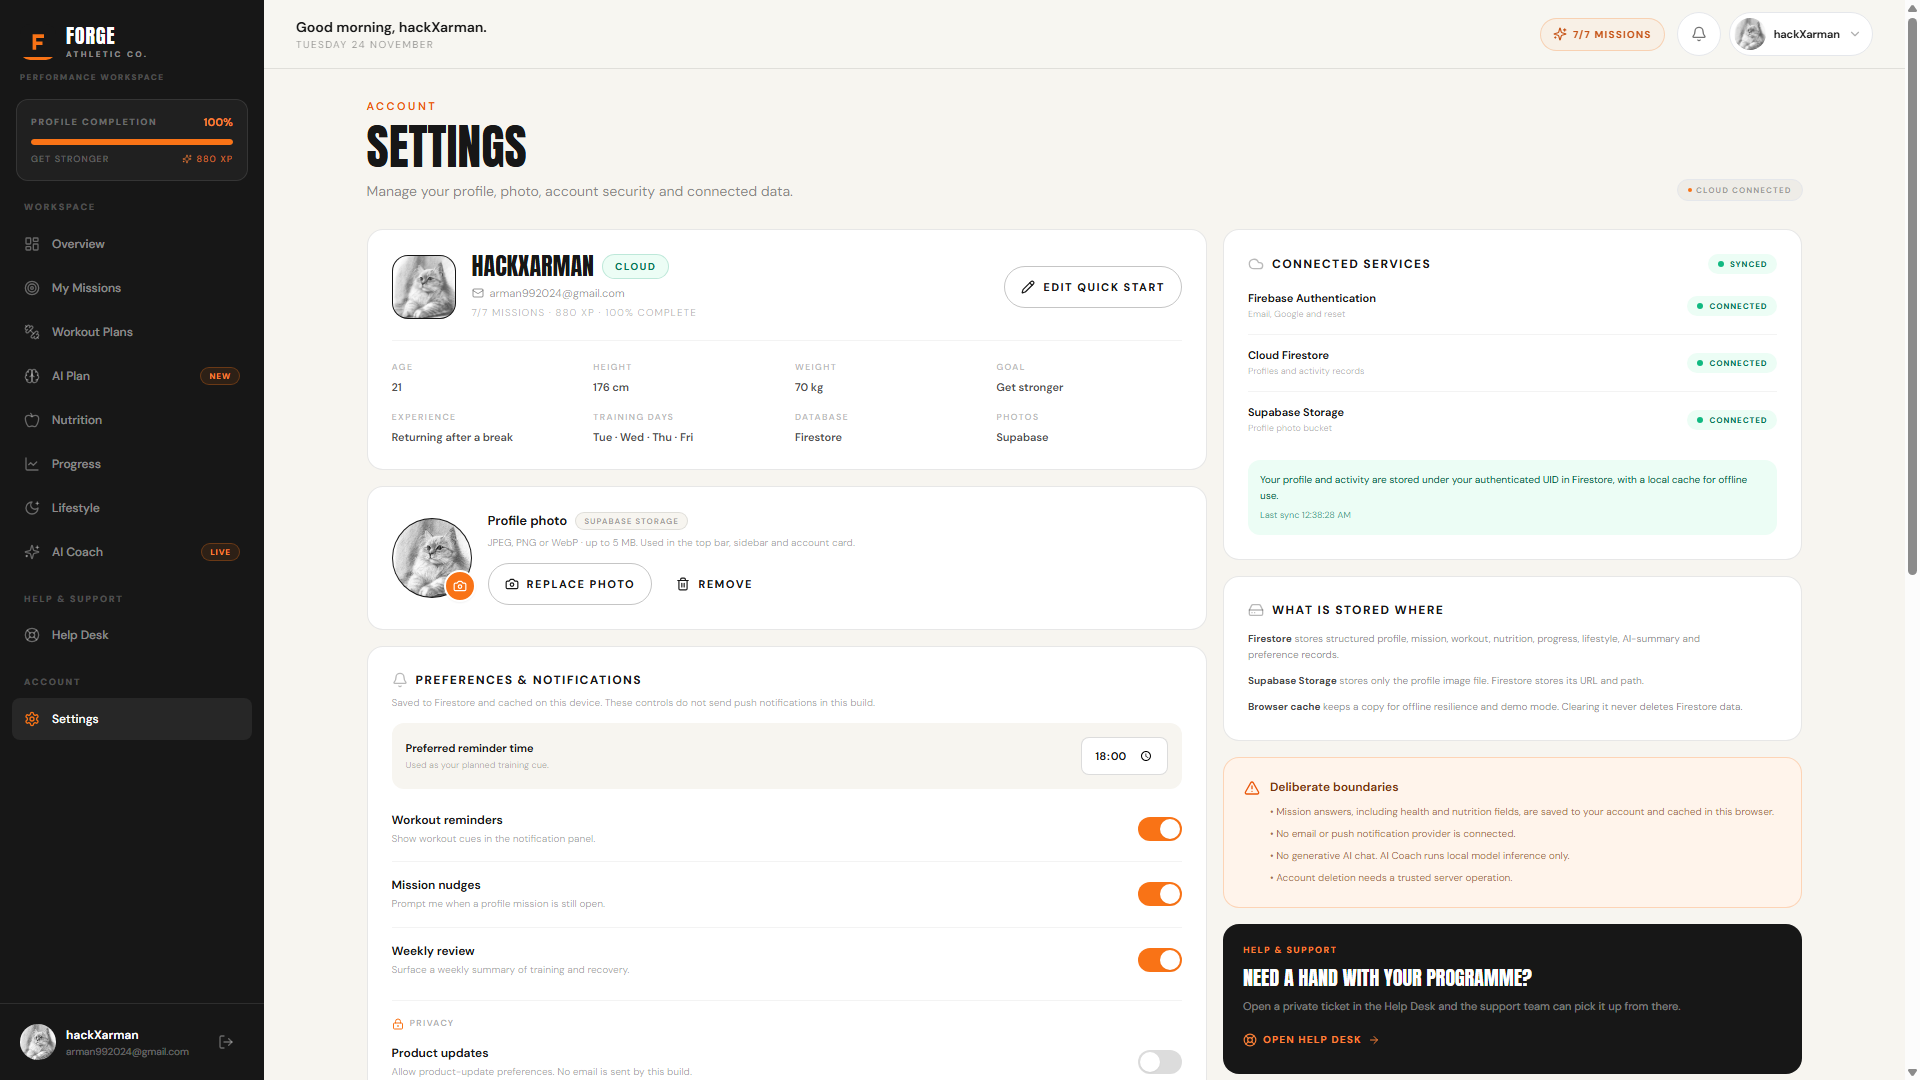 F
FORGE
ATHLETIC CO.
PERFORMANCE WORKSPACE
PROFILE COMPLETION 100%
GET STRONGER 880 XP
WORKSPACE
Overview
My Missions
Workout Plans
AI Plan NEW
Nutrition
Progress
Lifestyle
AI Coach LIVE
HELP & SUPPORT
Help Desk
ACCOUNT
Settings
hackXarman
arman992024@gmail.com
Good morning, hackXarman.
TUESDAY 24 NOVEMBER
7/7 MISSIONS
hackXarman
ACCOUNT
SETTINGS
Manage your profile, photo, account security and connected data.
CLOUD CONNECTED
HACKXARMAN CLOUD
arman992024@gmail.com
7/7 MISSIONS · 880 XP · 100% COMPLETE
EDIT QUICK START
AGE HEIGHT WEIGHT GOAL
21 176 cm 70 kg Get stronger
EXPERIENCE TRAINING DAYS DATABASE PHOTOS
Returning after a break Tue · Wed · Thu · Fri Firestore Supabase
Profile photo SUPABASE STORAGE
JPEG, PNG or WebP · up to 5 MB. Used in the top bar, sidebar and account card.
REPLACE PHOTO REMOVE
PREFERENCES & NOTIFICATIONS
Saved to Firestore and cached on this device. These controls do not send push notifications in this build.
Preferred reminder time
Used as your planned training cue.
18:00
Workout reminders
Show workout cues in the notification panel.
Mission nudges
Prompt me when a profile mission is still open.
Weekly review
Surface a weekly summary of training and recovery.
PRIVACY
Product updates
Allow product-update preferences. No email is sent by this build.
CONNECTED SERVICES SYNCED
Firebase Authentication
Email, Google and reset
CONNECTED
Cloud Firestore
Profiles and activity records
CONNECTED
Supabase Storage
Profile photo bucket
CONNECTED
Your profile and activity are stored under your authenticated UID in Firestore, with a local cache for offline
use.
Last sync 12:38:28 AM
WHAT IS STORED WHERE
Firestore stores structured profile, mission, workout, nutrition, progress, lifestyle, AI-summary and
preference records.
Supabase Storage stores only the profile image file. Firestore stores its URL and path.
Browser cache keeps a copy for offline resilience and demo mode. Clearing it never deletes Firestore data.
Deliberate boundaries
• Mission answers, including health and nutrition fields, are saved to your account and cached in this browser.
• No email or push notification provider is connected.
• No generative AI chat. AI Coach runs local model inference only.
• Account deletion needs a trusted server operation.
HELP & SUPPORT
NEED A HAND WITH YOUR PROGRAMME?
Open a private ticket in the Help Desk and the support team can pick it up from there.
OPEN HELP DESK